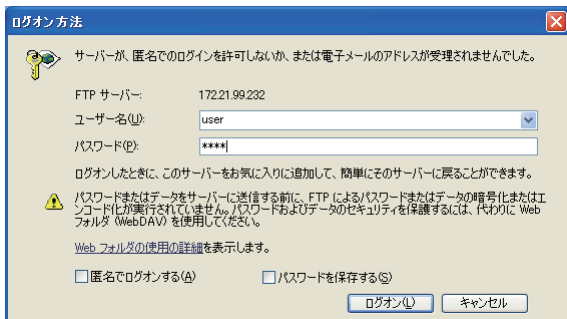 ログオン方法
サーバーが、匿名でのログインを許可しないか、または電子メールのアドレスが受理されませんでした。
FTP サーバー: 172.21.99.232
ユーザー名(U): user
パスワード(P): ****
ログオンしたときに、このサーバーをお気に入りに追加して、簡単にそのサーバーに戻ることができます。
パスワードまたはデータをサーバーに送信する前に、FTP によるパスワードまたはデータの暗号化またはエ
ンコード化が実行されていません。パスワードおよびデータのセキュリティを保護するには、代わりに Web
フォルダ (WebDAV) を使用してください。
Web フォルダの使用の詳細を表示します。
匿名でログオンする(A) パスワードを保存する(S)
ログオン(L) キャンセル